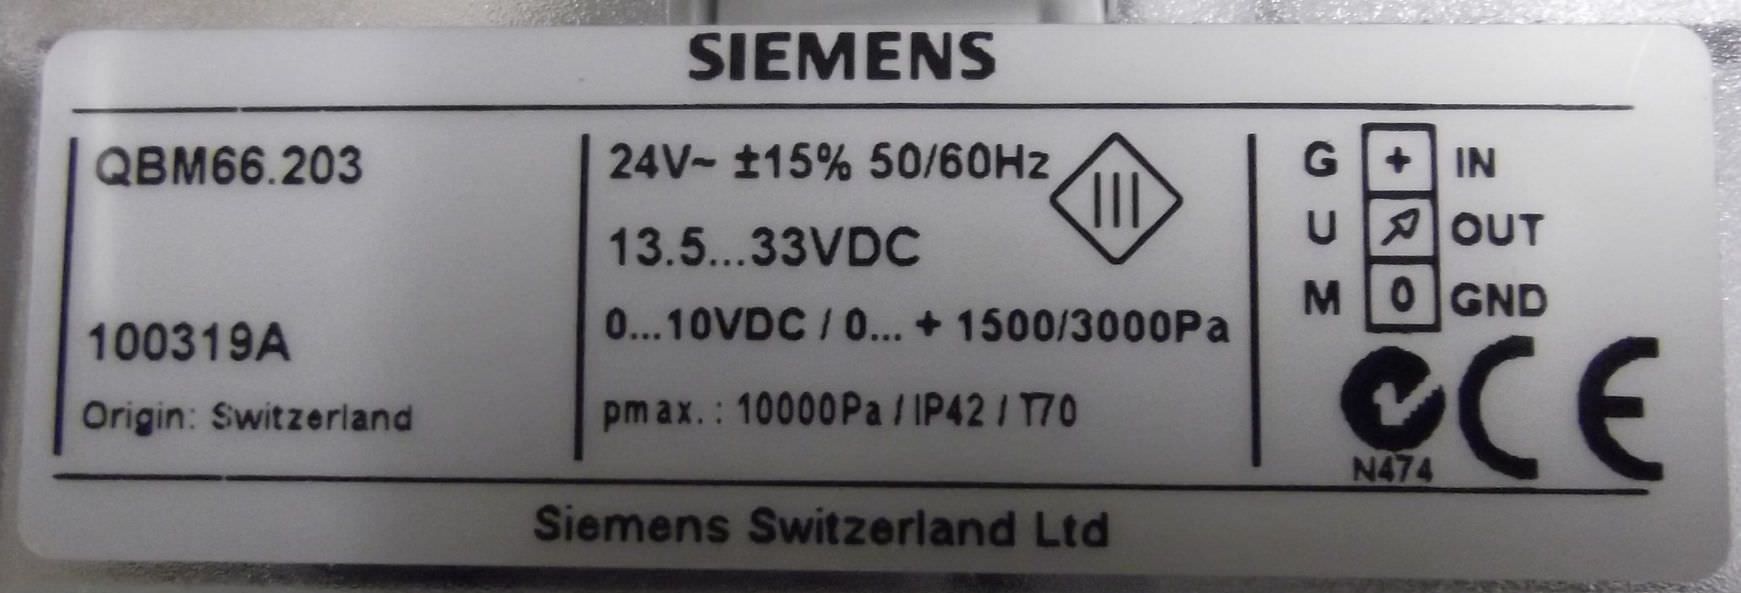 SIEMENS
QBM66.203
100319A
Origin: Switzerland
24V~ ±15% 50/60Hz
13.5...33VDC
0...10VDC / 0... + 1500/3000Pa
pmax. : 10000Pa / IP42 / T70
III
G + IN
U OUT
M 0 GND
N474
CE
Siemens Switzerland Ltd